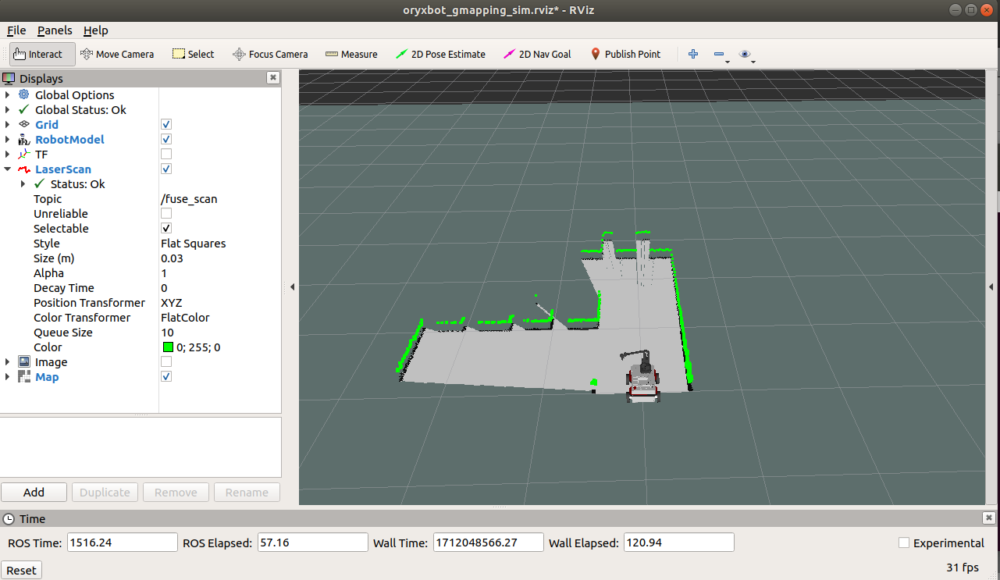 oryxbot_gmapping_sim.rviz* - RViz
File Panels Help
Interact Move Camera Select Focus Camera Measure 2D Pose Estimate 2D Nav Goal Publish Point
Displays
Global Options
Global Status: Ok
Grid
RobotModel
TF
LaserScan
Status: Ok
Topic /fuse_scan
Unreliable
Selectable
Style Flat Squares
Size (m) 0.03
Alpha 1
Decay Time 0
Position Transformer XYZ
Color Transformer FlatColor
Queue Size 10
Color 0; 255; 0
Image
Map
Add Duplicate Remove Rename
Time
ROS Time: 1516.24 ROS Elapsed: 57.16 Wall Time: 1712048566.27 Wall Elapsed: 120.94 Experimental
Reset 31 fps